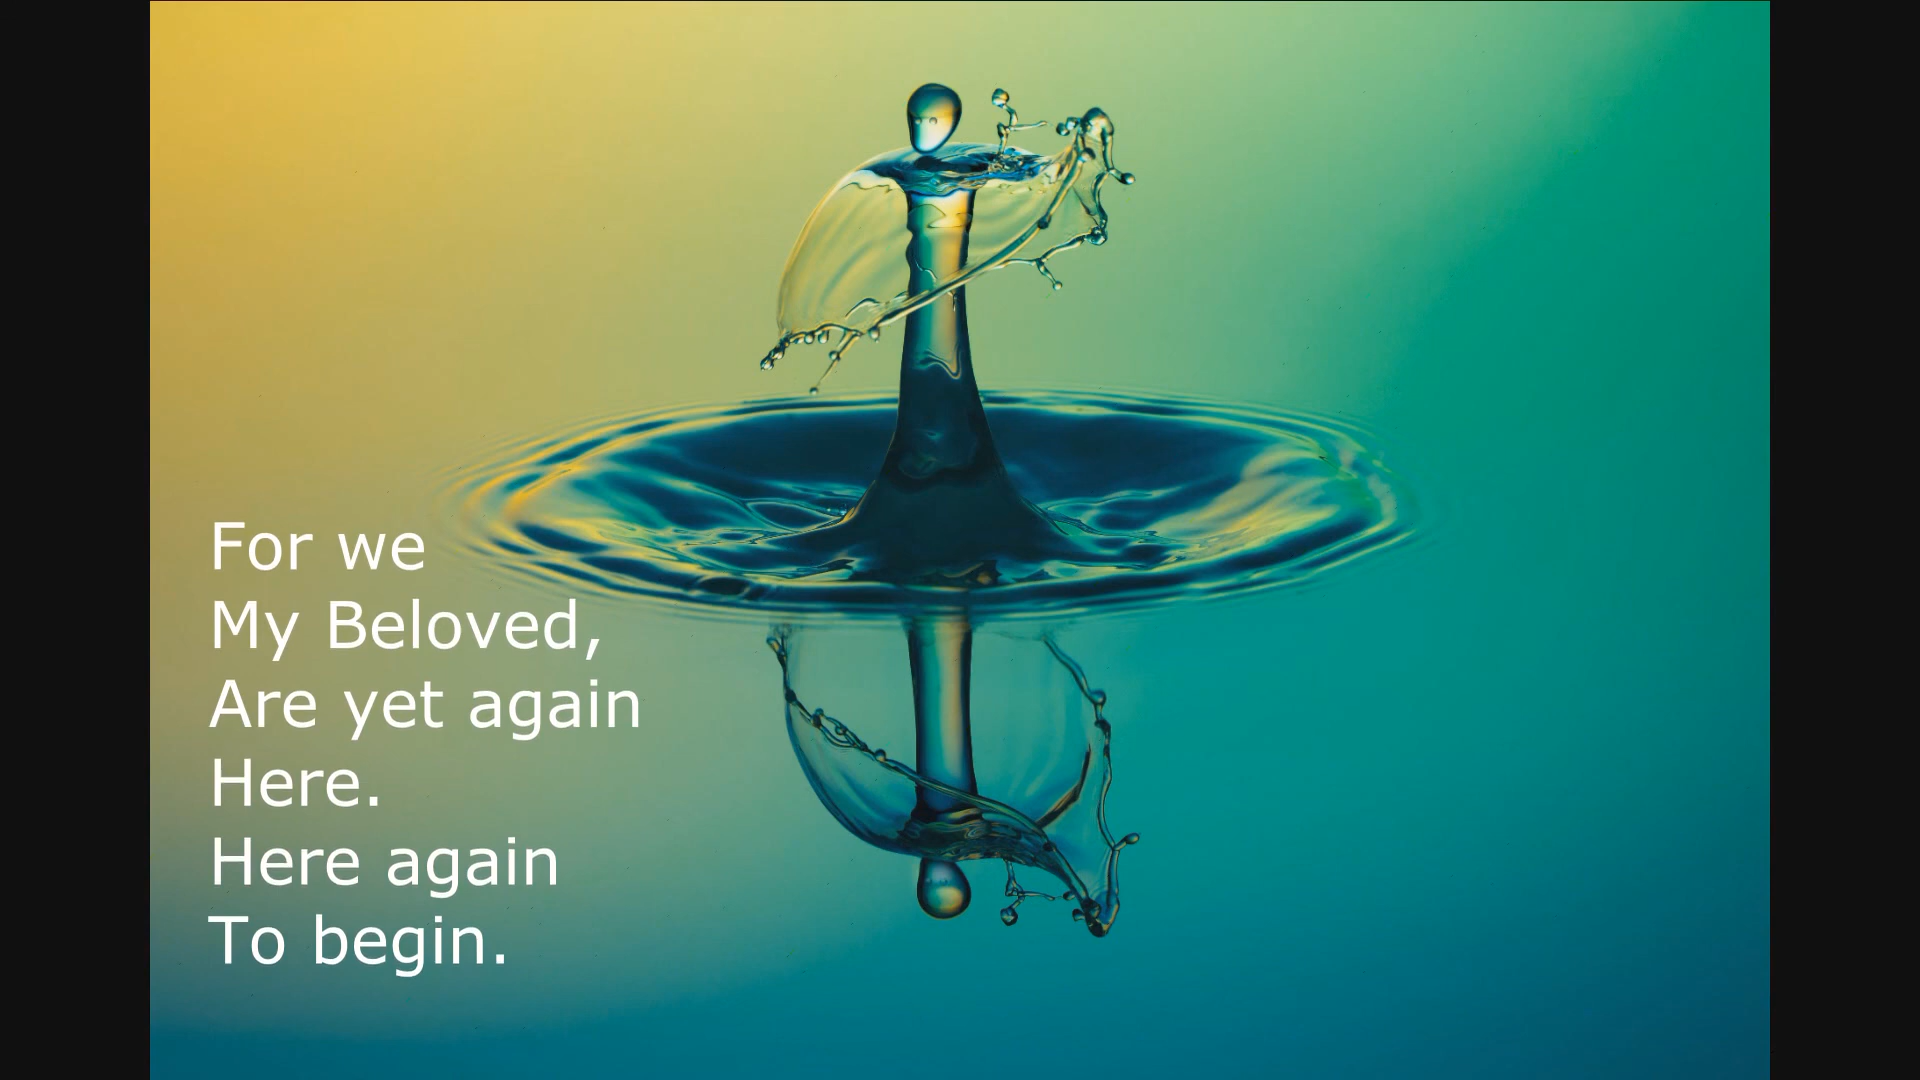 For we
My Beloved,
Are yet again
Here.
Here again
To begin.